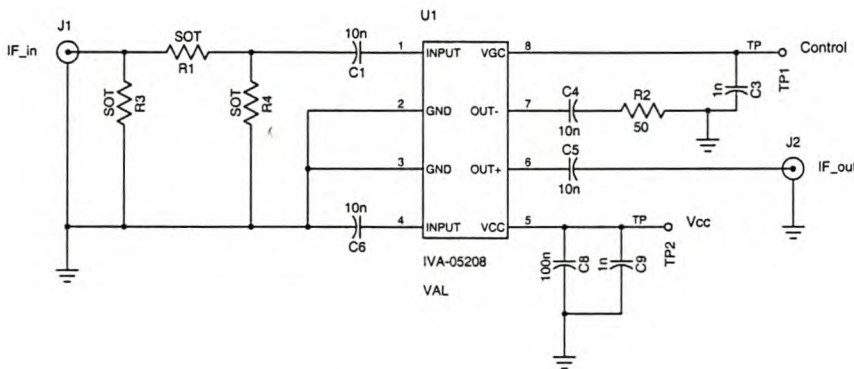 U1
J1
IF_in
SOT
R1
10n
C1
1
INPUT
VGC
8
TP
Control
TP1
SOT
R3
SOT
R4
2
GND
OUT-
7
C4
10n
R2
50
1n
C3
J2
IF_out
3
GND
OUT+
6
C5
10n
10n
C6
4
INPUT
VCC
5
TP
Vcc
TP2
IVA-05208
VAL
100n
C8
1n
C9